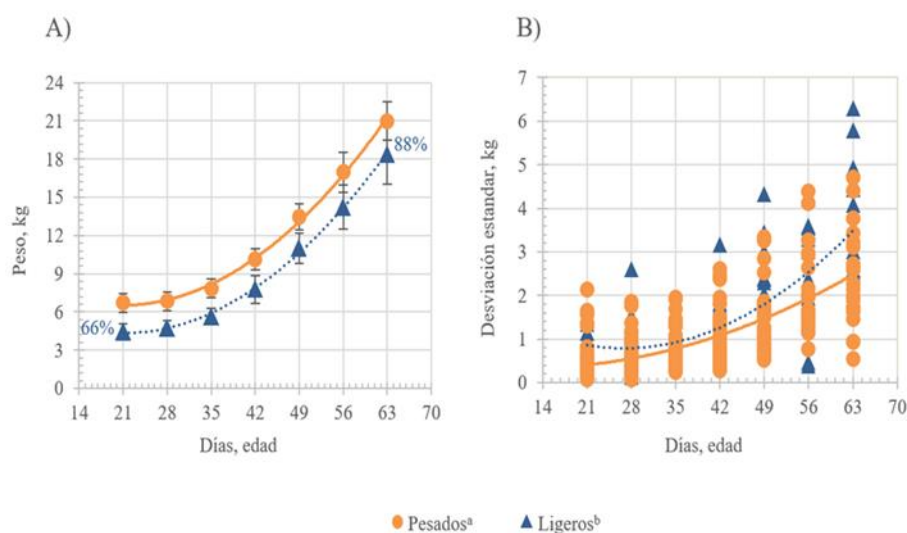 A)
Peso, kg
24
21
18
15
12
9
6
3
0
66%
88%
14 21 28 35 42 49 56 63 70
Días, edad
B)
Desviación estandar, kg
7
6
5
4
3
2
1
0
14 21 28 35 42 49 56 63 70
Días, edad
Pesadosᵃ Ligerosᵇ